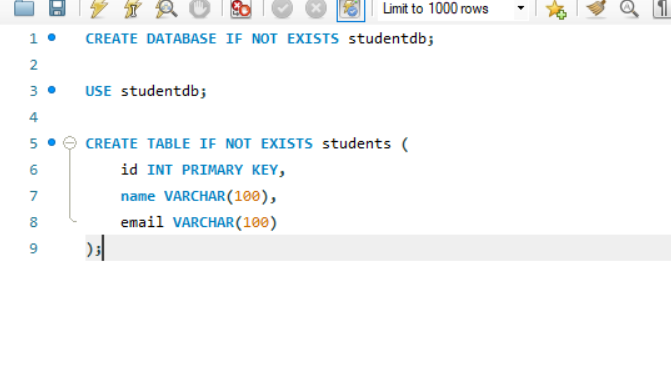 Limit to 1000 rows
1 CREATE DATABASE IF NOT EXISTS studentdb;
2
3 USE studentdb;
4
5 CREATE TABLE IF NOT EXISTS students (
6 id INT PRIMARY KEY,
7 name VARCHAR(100),
8 email VARCHAR(100)
9 );